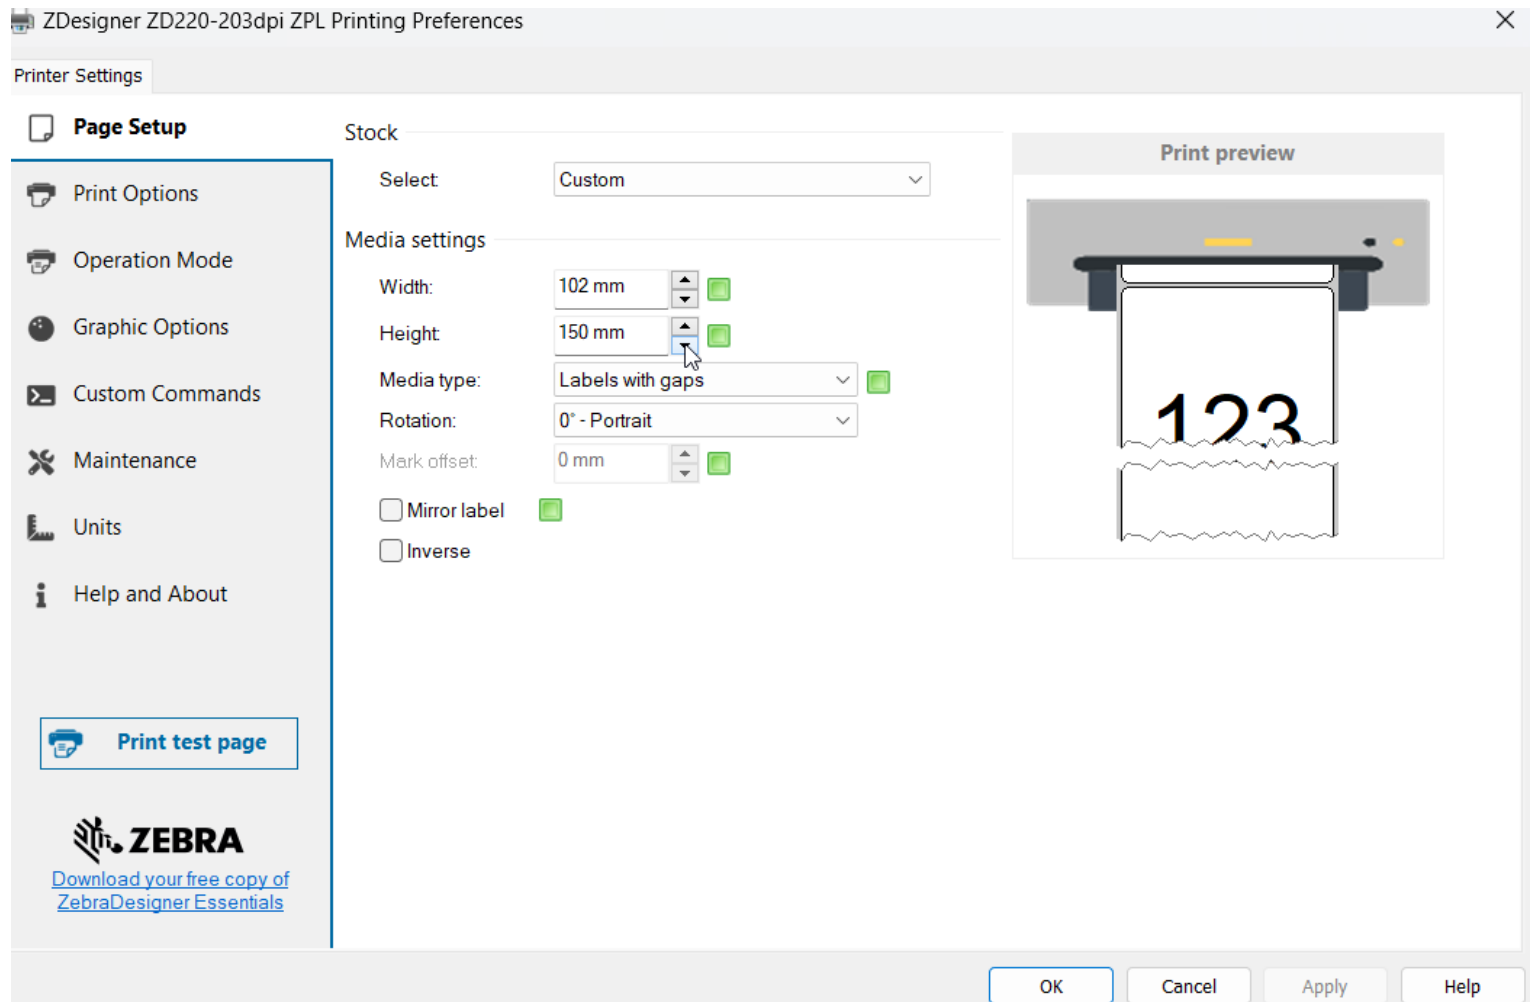 ZDesigner ZD220-203dpi ZPL Printing Preferences
Printer Settings
Page Setup
Print Options
Operation Mode
Graphic Options
Custom Commands
Maintenance
Units
Help and About
Print test page
ZEBRA
Download your free copy of
ZebraDesigner Essentials
Stock
Select:
Custom
Media settings
Width:
102 mm
Height:
150 mm
Media type:
Labels with gaps
Rotation:
0° - Portrait
Mark offset:
0 mm
Mirror label
Inverse
Print preview
123
OK
Cancel
Apply
Help